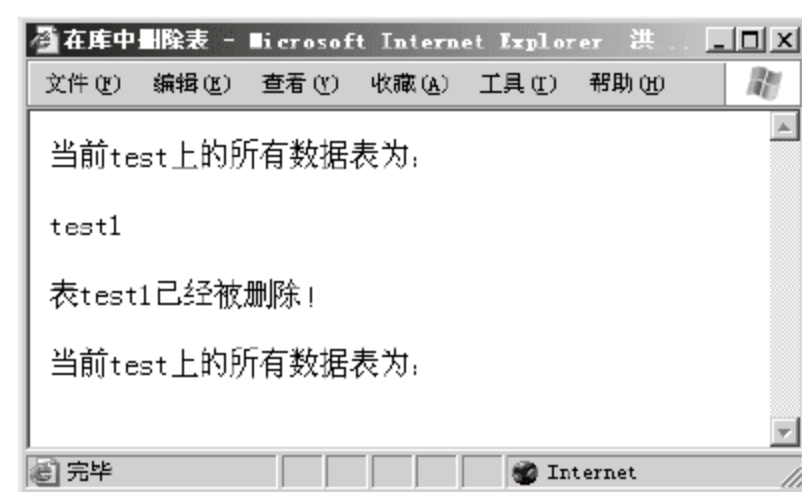 在库中删除表 - Microsoft Internet Explorer 洪...
文件(F) 编辑(E) 查看(V) 收藏(A) 工具(T) 帮助(H)
当前test上的所有数据表为:
test1
表test1已经被删除!
当前test上的所有数据表为:
完毕
Internet